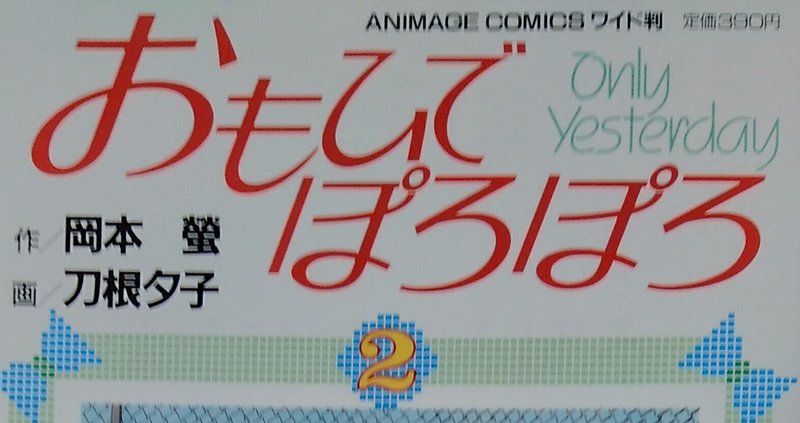 ANIMAGE COMICS ワイド判 定価390円
おもひで
ぽろぽろ
Only
Yesterday
作/岡本 螢
画/刀根夕子
2